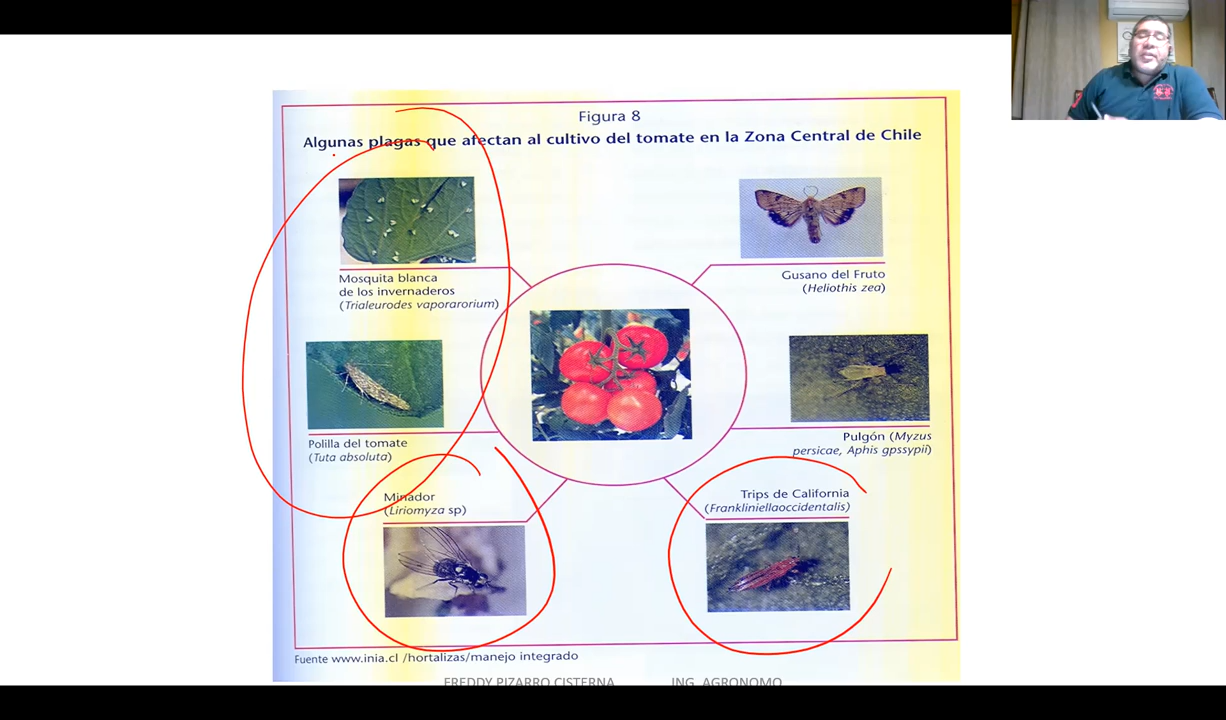 Figura 8
Algunas plagas que afectan al cultivo del tomate en la Zona Central de Chile
Mosquita blanca
de los invernaderos
(Trialeurodes vaporarorium)
Gusano del Fruto
(Heliothis zea)
Polilla del tomate
(Tuta absoluta)
Pulgón (Myzus
persicae, Aphis gpssypii)
Minador
(Liriomyza sp)
Trips de California
(Frankliniellaoccidentalis)
Fuente www.inia.cl /hortalizas/manejo integrado
FREDDY PIZARRO CISTERNA ING. AGRONOMO